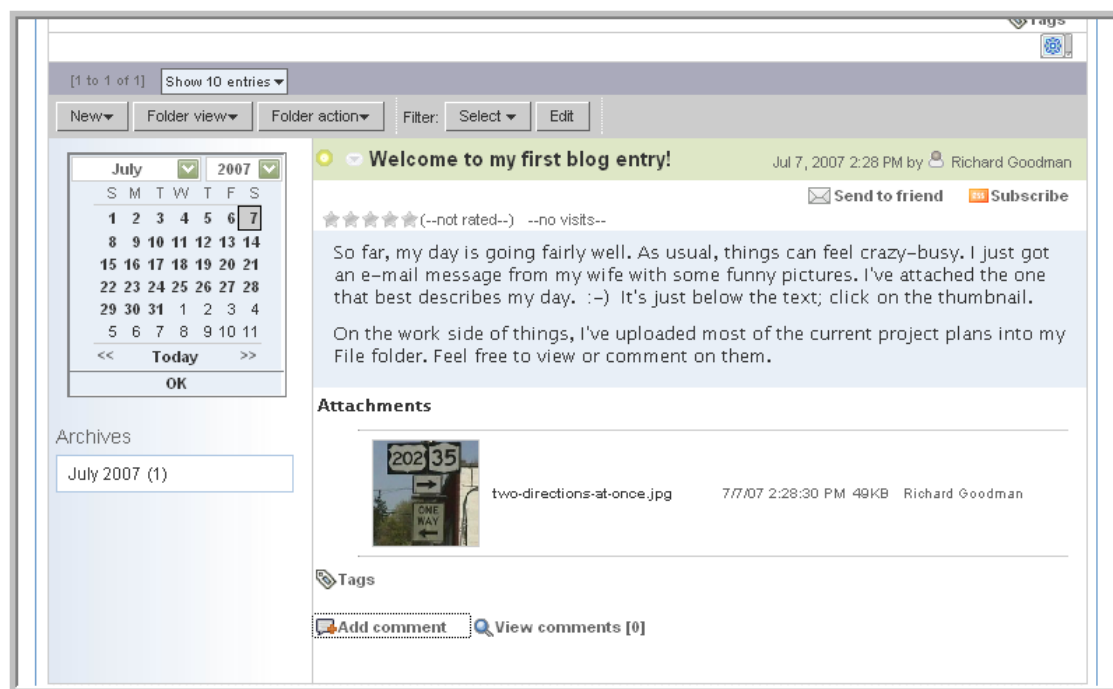 Tags
[1 to 1 of 1] Show 10 entries
New Folder view Folder action Filter: Select Edit
July 2007
S M T W T F S
1 2 3 4 5 6 7
8 9 10 11 12 13 14
15 16 17 18 19 20 21
22 23 24 25 26 27 28
29 30 31 1 2 3 4
5 6 7 8 9 10 11
<< Today >>
OK
Archives
July 2007 (1)
Welcome to my first blog entry! Jul 7, 2007 2:28 PM by Richard Goodman
Send to friend Subscribe
(--not rated--) --no visits--
So far, my day is going fairly well. As usual, things can feel crazy-busy. I just got
an e-mail message from my wife with some funny pictures. I've attached the one
that best describes my day. :-) It's just below the text; click on the thumbnail.
On the work side of things, I've uploaded most of the current project plans into my
File folder. Feel free to view or comment on them.
Attachments
202 35
ONE
WAY
two-directions-at-once.jpg 7/7/07 2:28:30 PM 49KB Richard Goodman
Tags
Add comment View comments [0]